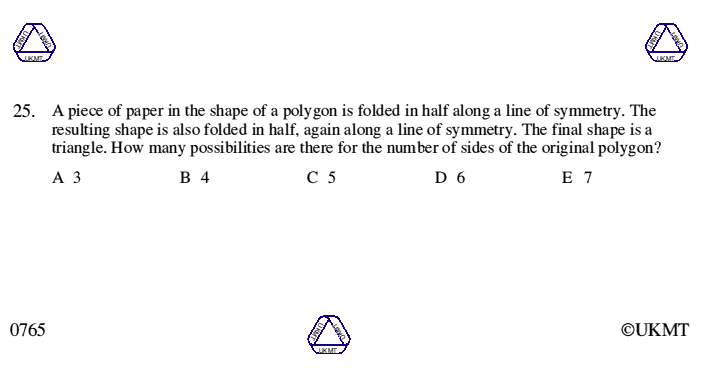 UKMT UKMT UKMT
UKMT UKMT UKMT
25. A piece of paper in the shape of a polygon is folded in half along a line of symmetry. The
resulting shape is also folded in half, again along a line of symmetry. The final shape is a
triangle. How many possibilities are there for the number of sides of the original polygon?
A 3 B 4 C 5 D 6 E 7
0765
UKMT UKMT UKMT
©UKMT